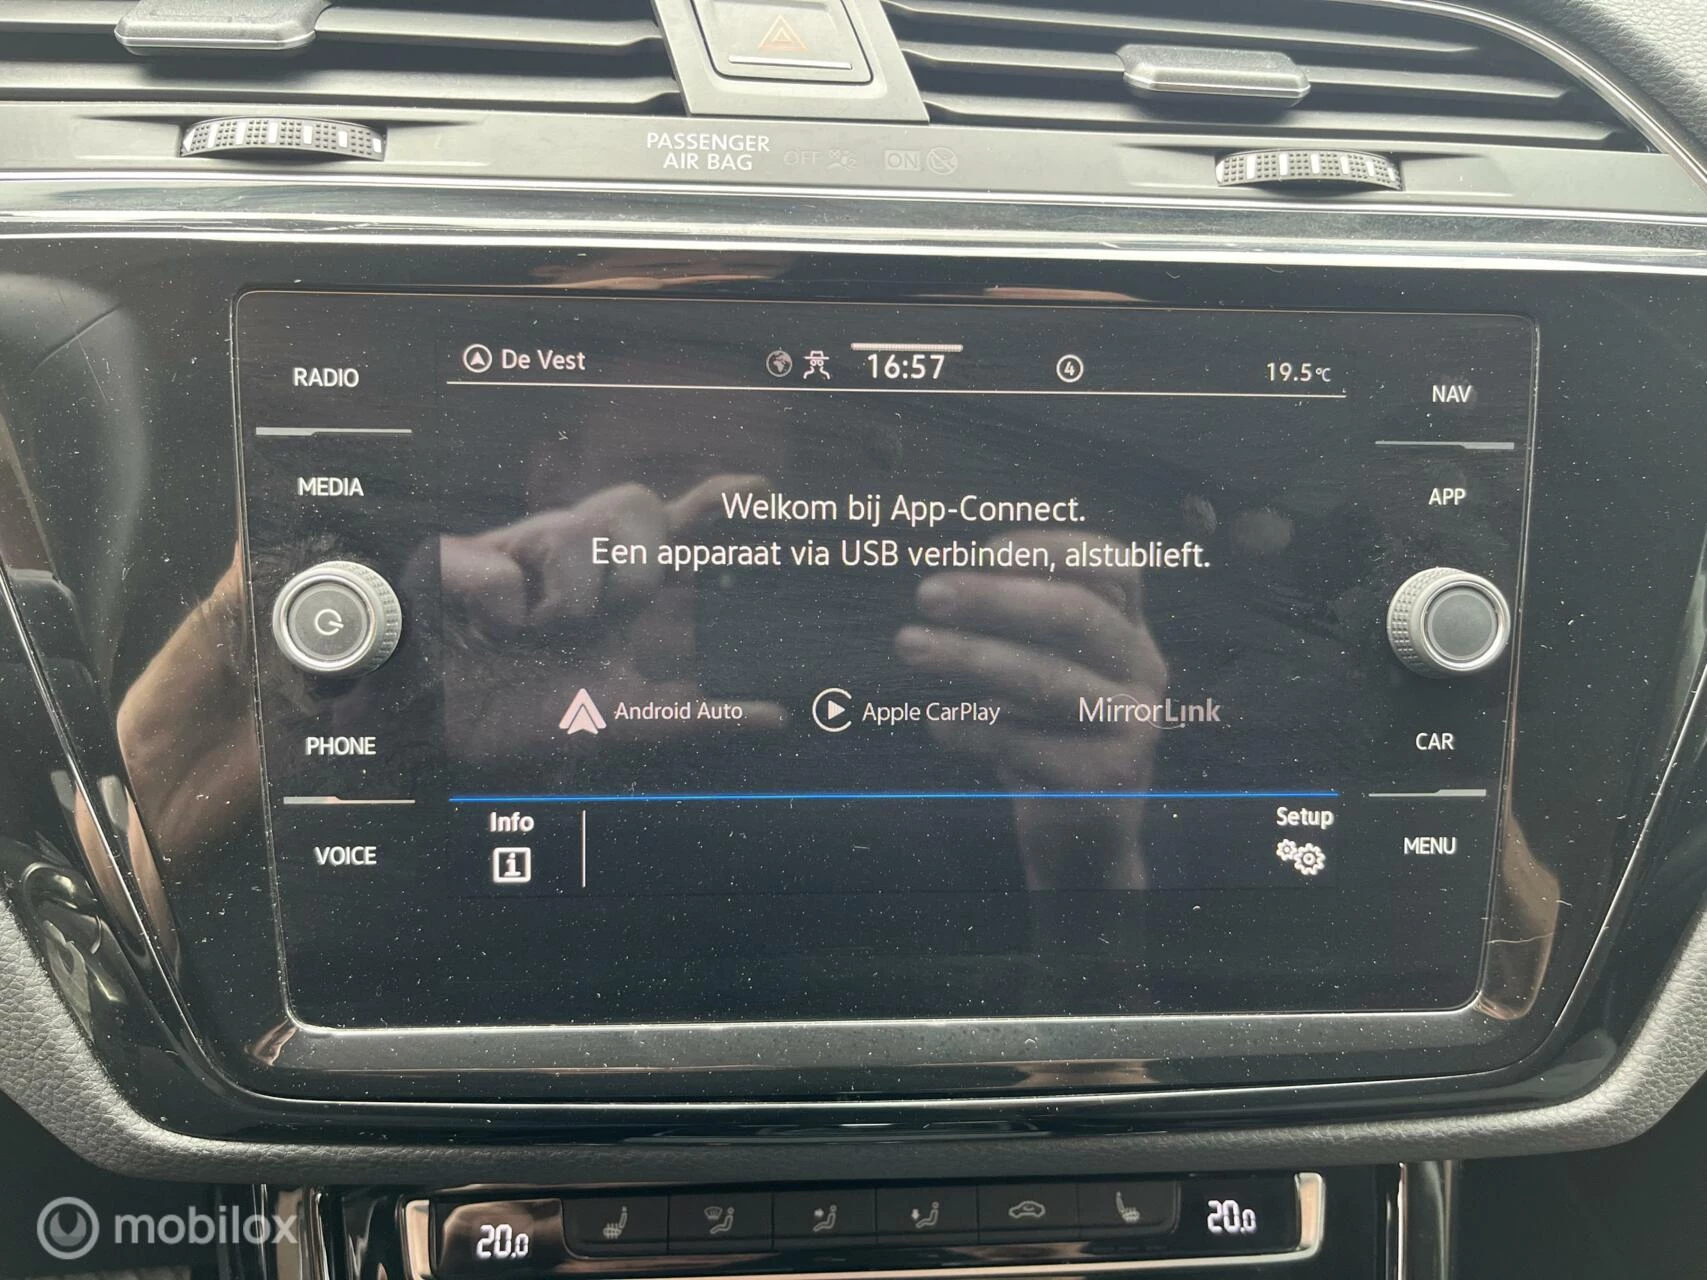 PASSENGER
AIR BAG
OFF
ON
RADIO
De Vest
16:57
4
19.5°C
NAV
MEDIA
APP
Welkom bij App-Connect.
Een apparaat via USB verbinden, alstublieft.
Android Auto
Apple CarPlay
MirrorLink
PHONE
CAR
Info
Setup
VOICE
MENU
20.0
20.0
mobilox